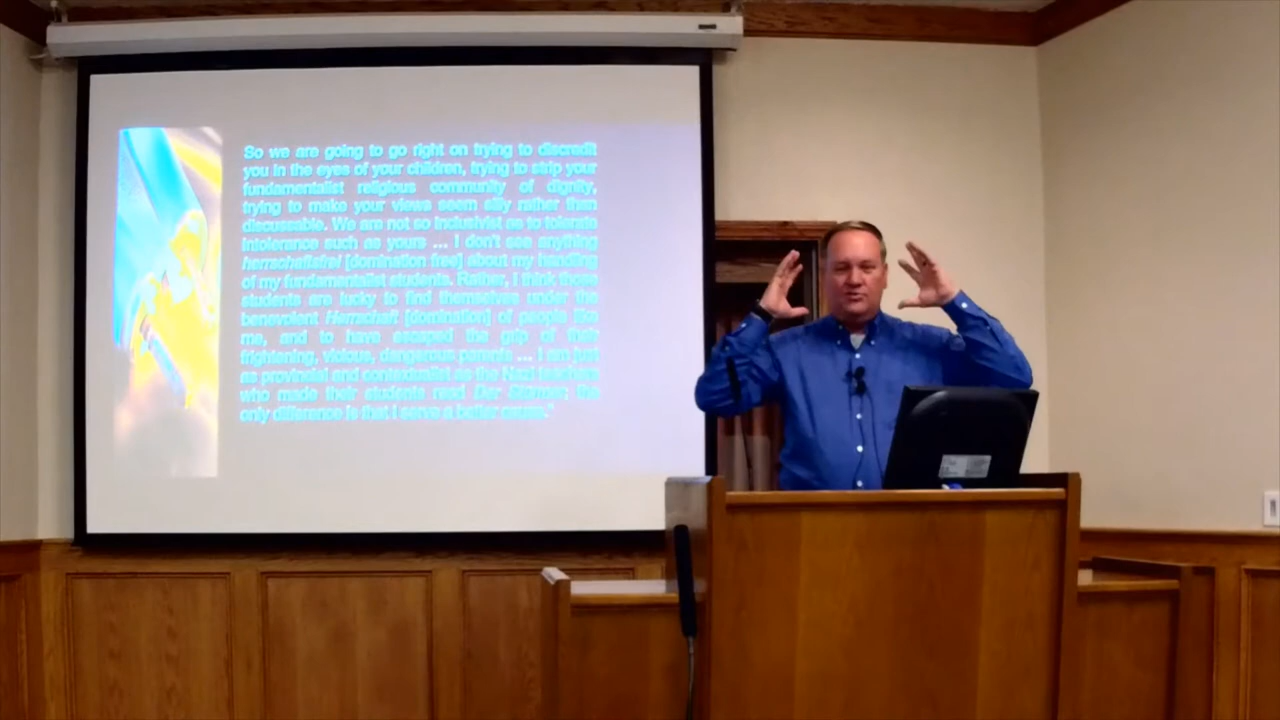 So we are going to go right on trying to discredit
you in the eyes of your children, trying to strip your
fundamentalist religious community of dignity,
trying to make your views seem silly rather than
discussable. We are not so inclusivist as to tolerate
intolerance such as yours ... I don't see anything
herrschaftsfrei [domination free] about my handling
of my fundamentalist students. Rather, I think those
students are lucky to find themselves under the
benevolent Herrschaft [domination] of people like
me, and to have escaped the grip of their
frightening, vicious, dangerous parents ... I am just
as provincial and contextualist as the Nazi teachers
who made their students read Der Stürmer; the
only difference is that I serve a better cause."